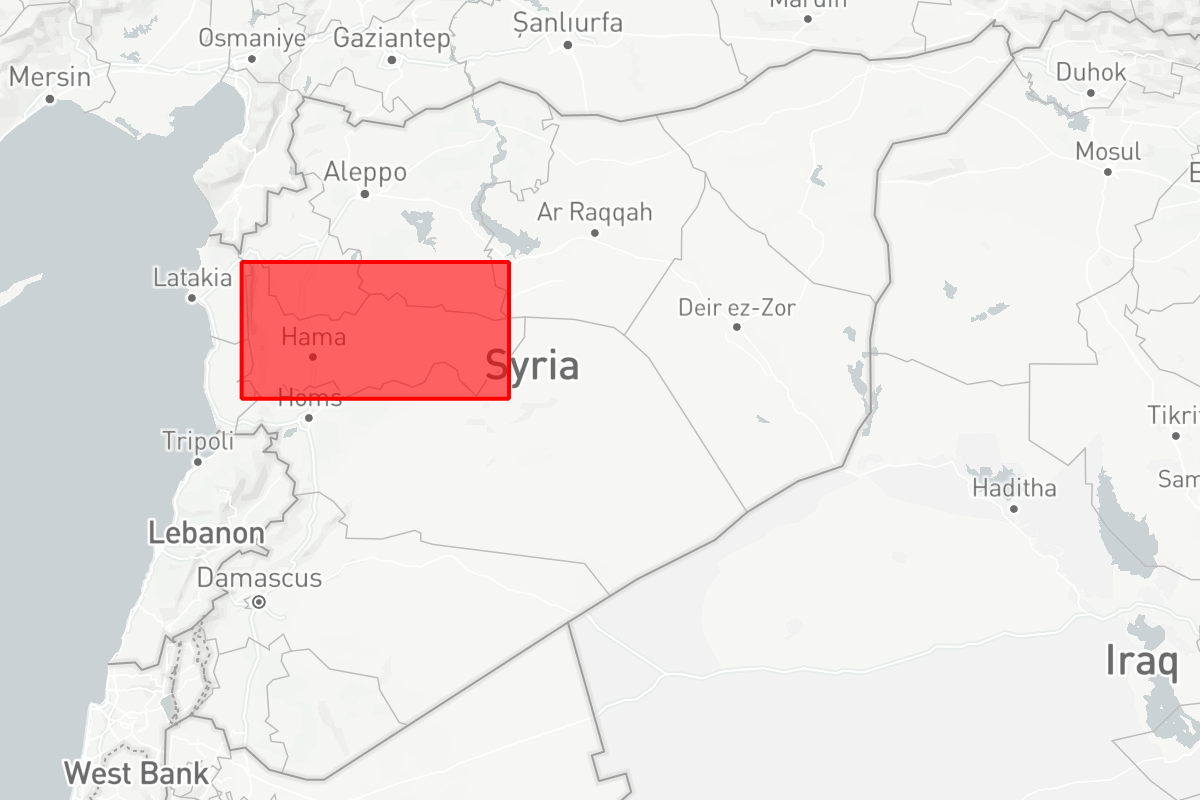 Mardin
Şanlıurfa
Osmaniye
Gaziantep
Mersin
Duhok
Mosul
Aleppo
Ar Raqqah
Latakia
Deir ez-Zor
Hama
Syria
Homs
Tikri
Tripoli
Sam
Haditha
Lebanon
Damascus
Iraq
West Bank